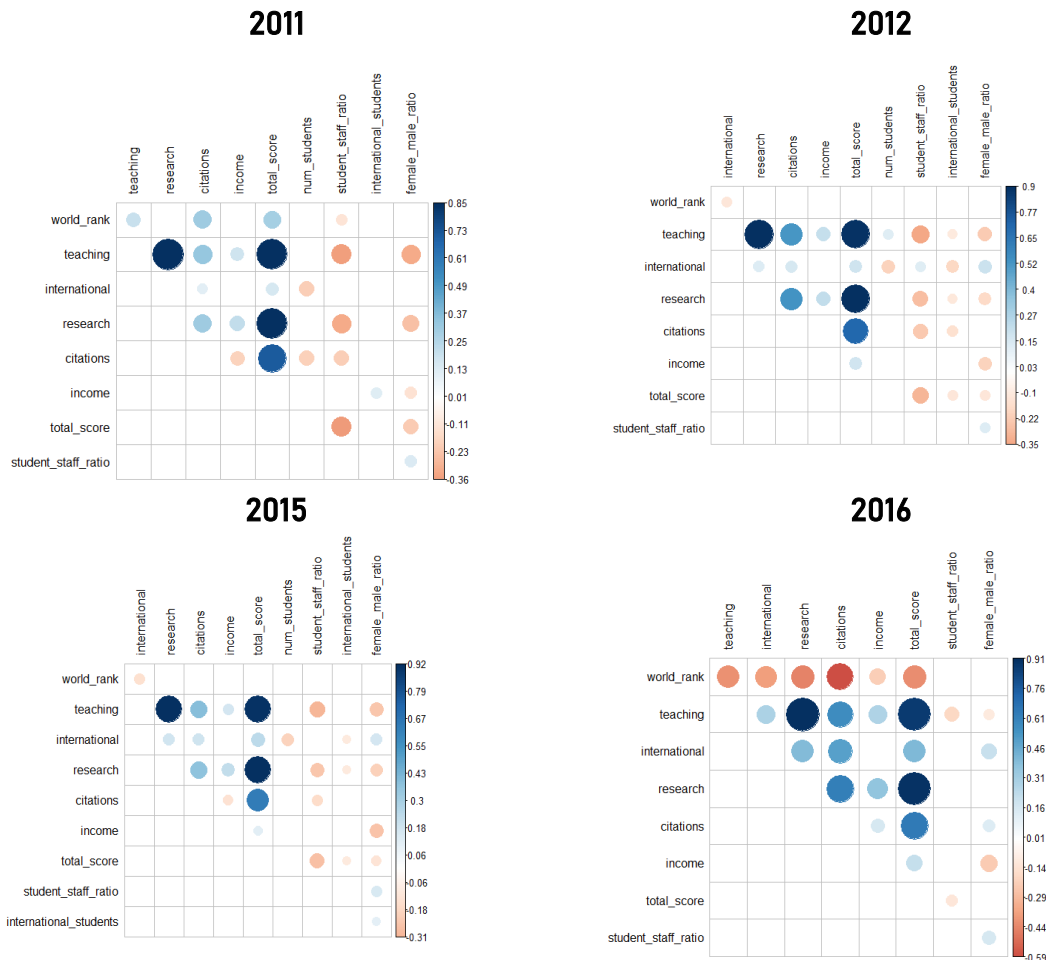 2011
teaching
research
citations
income
total_score
num_students
student_staff_ratio
international_students
female_male_ratio
world_rank
teaching
international
research
citations
income
total_score
student_staff_ratio
0.85
0.73
0.61
0.49
0.37
0.25
0.13
0.01
-0.11
-0.23
-0.36
2012
international
research
citations
income
total_score
num_students
student_staff_ratio
international_students
female_male_ratio
world_rank
teaching
international
research
citations
income
total_score
student_staff_ratio
0.9
0.77
0.65
0.52
0.4
0.27
0.15
0.03
-0.1
-0.22
-0.35
2015
international
research
citations
income
total_score
num_students
student_staff_ratio
international_students
female_male_ratio
world_rank
teaching
international
research
citations
income
total_score
student_staff_ratio
international_students
0.92
0.79
0.67
0.55
0.43
0.3
0.18
0.06
-0.06
-0.18
-0.31
2016
teaching
international
research
citations
income
total_score
student_staff_ratio
female_male_ratio
world_rank
teaching
international
research
citations
income
total_score
student_staff_ratio
0.91
0.76
0.61
0.46
0.31
0.16
0.01
-0.14
-0.29
-0.44
-0.59